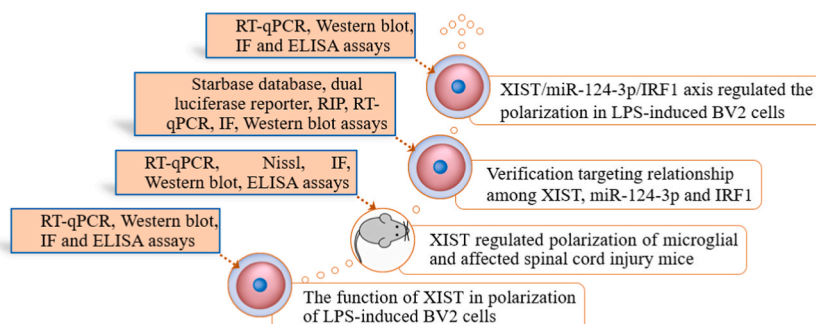 RT-qPCR, Western blot,
IF and ELISA assays
XIST/miR-124-3p/IRF1 axis regulated the
polarization in LPS-induced BV2 cells
Starbase database, dual
luciferase reporter, RIP, RT-
qPCR, IF, Western blot assays
Verification targeting relationship
among XIST, miR-124-3p and IRF1
RT-qPCR, Nissl, IF,
Western blot, ELISA assays
XIST regulated polarization of microglial
and affected spinal cord injury mice
RT-qPCR, Western blot,
IF and ELISA assays
The function of XIST in polarization
of LPS-induced BV2 cells